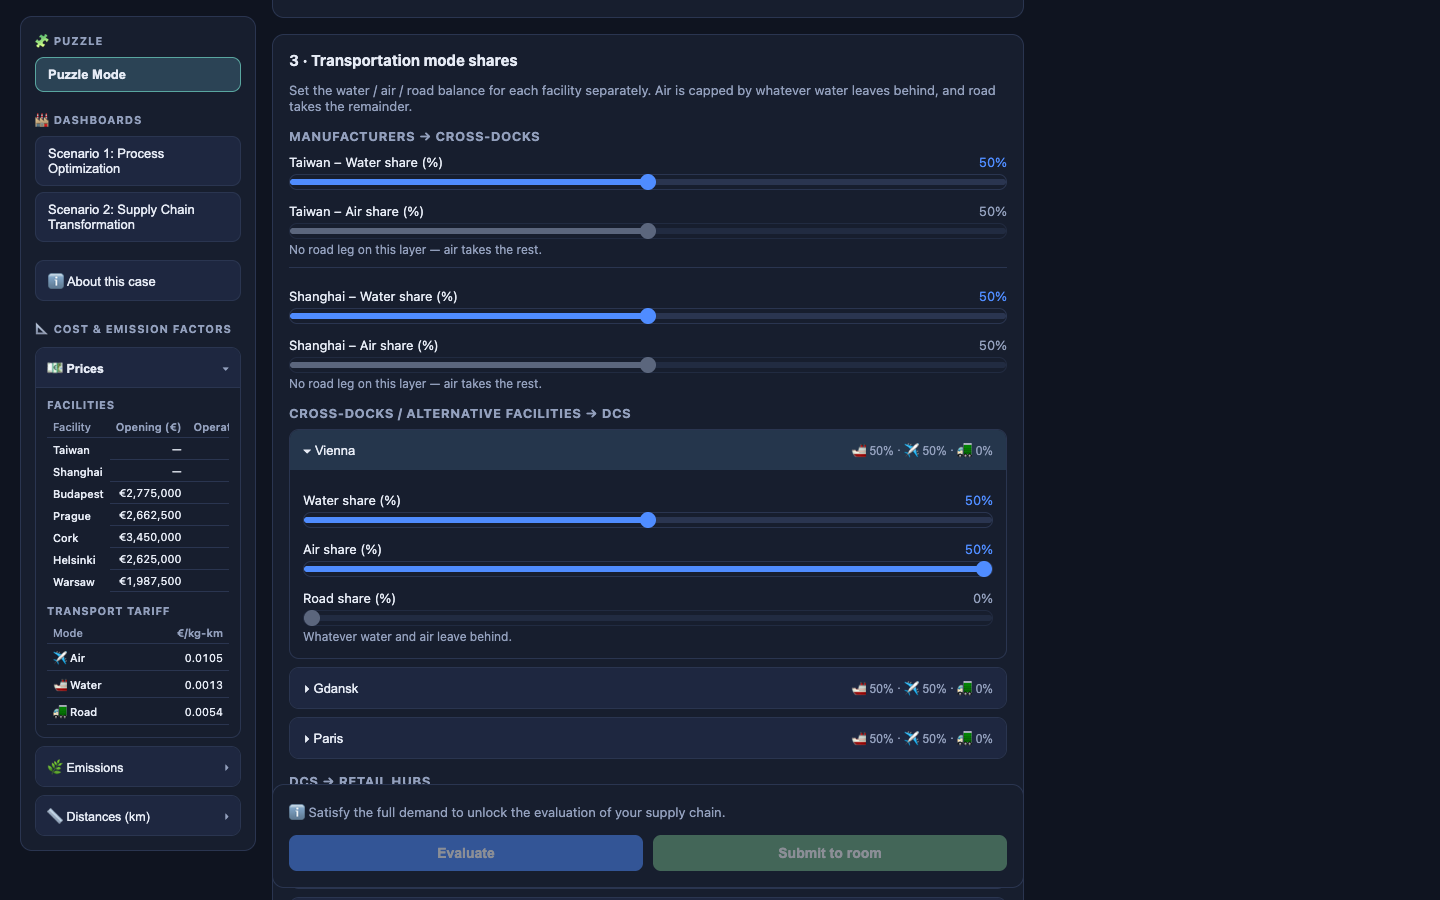 PUZZLE
Puzzle Mode
DASHBOARDS
Scenario 1: Process
Optimization
Scenario 2: Supply Chain
Transformation
About this case
COST & EMISSION FACTORS
Prices
FACILITIES
Facility Opening (€) Operat
Taiwan —
Shanghai —
Budapest €2,775,000
Prague €2,662,500
Cork €3,450,000
Helsinki €2,625,000
Warsaw €1,987,500
TRANSPORT TARIFF
Mode €/kg-km
Air 0.0105
Water 0.0013
Road 0.0054
Emissions
Distances (km)
3 · Transportation mode shares
Set the water / air / road balance for each facility separately. Air is capped by whatever water leaves behind, and road
takes the remainder.
MANUFACTURERS → CROSS-DOCKS
Taiwan – Water share (%) 50%
Taiwan – Air share (%) 50%
No road leg on this layer — air takes the rest.
Shanghai – Water share (%) 50%
Shanghai – Air share (%) 50%
No road leg on this layer — air takes the rest.
CROSS-DOCKS / ALTERNATIVE FACILITIES → DCS
Vienna 50% · 50% · 0%
Water share (%) 50%
Air share (%) 50%
Road share (%) 0%
Whatever water and air leave behind.
Gdansk 50% · 50% · 0%
Paris 50% · 50% · 0%
DCS → RETAIL HUBS
Satisfy the full demand to unlock the evaluation of your supply chain.
Evaluate Submit to room